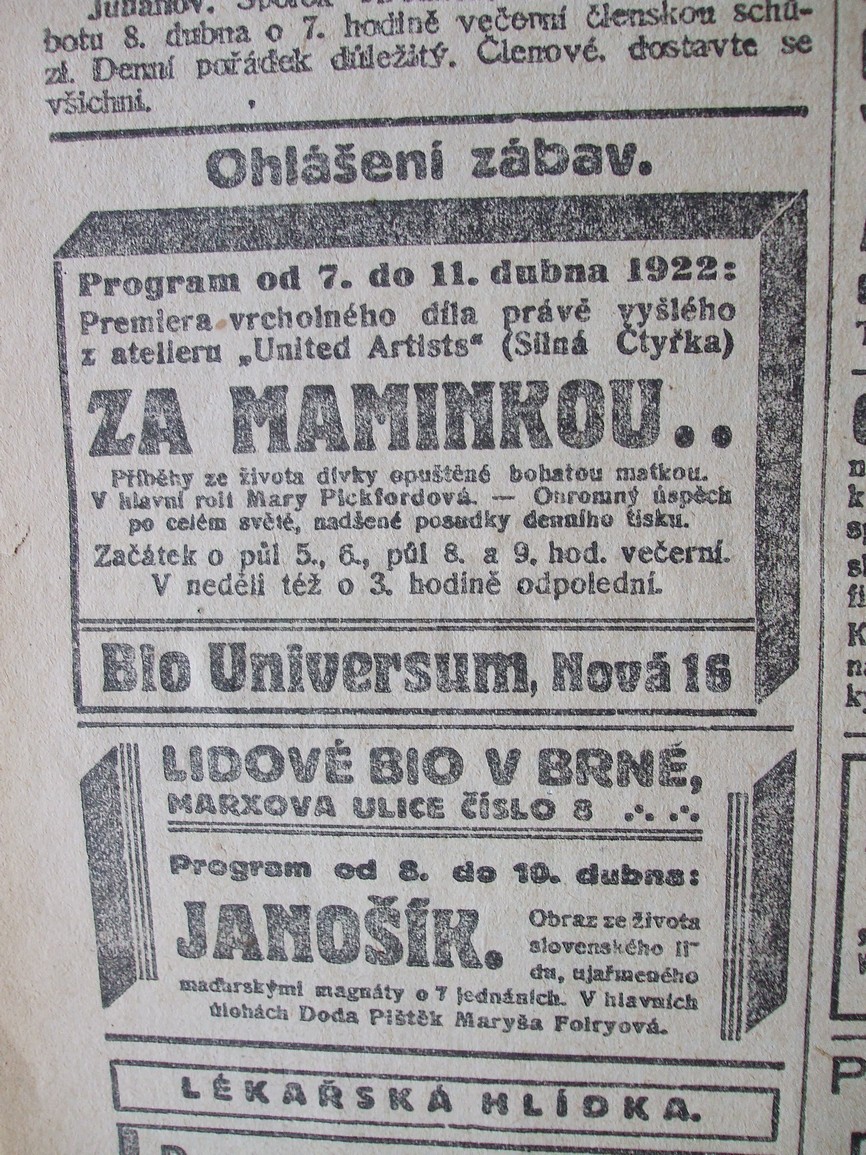 Julianov.
botu 8. dubna o 7. hodině večerní členskou schů-
zi. Denní pořádek důležitý. Členové, dostavte se
všichni.
Ohlášení zábav.
Program od 7. do 11. dubna 1922:
Premiera vrcholného díla právě vyšlého
z atelieru „United Artists“ (Silná Čtyřka)
ZA MAMINKOU..
Příběhy ze života dívky opuštěné bohatou matkou.
V hlavní roli Mary Pickfordová. — Ohromný úspěch
po celém světě, nadšené posudky denního tisku.
Začátek o půl 5., 6., půl 8. a 9. hod. večerní.
V neděli též o 3. hodině odpolední.
Bio Universum, Nová 16
LIDOVÉ BIO V BRNĚ,
MARXOVA ULICE ČÍSLO 8
Program od 8. do 10. dubna:
JANOŠÍK.
Obraz ze života
slovenského li-
du, ujařmeného
maďarskými magnáty o 7 jednáních. V hlavních
úlohách Doda Pištěk Maryša Folryová.
LÉKAŘSKÁ HLÍDKA.